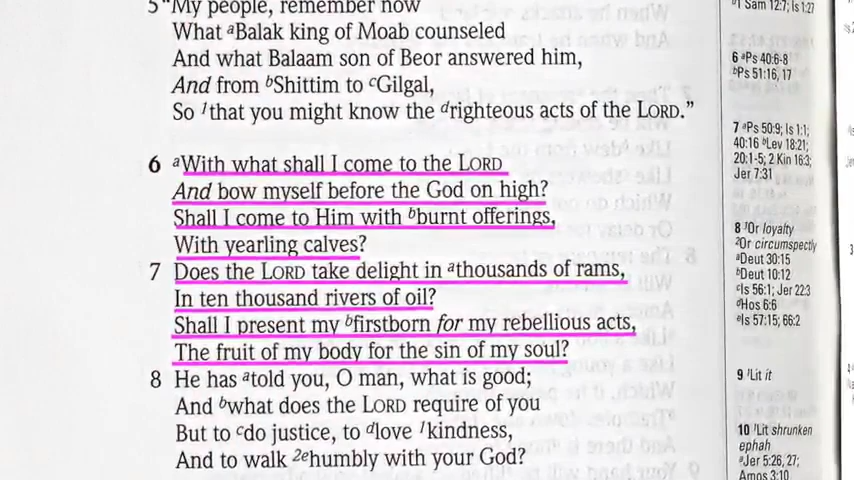 5 "My people, remember now
What ᵃBalak king of Moab counseled
And what Balaam son of Beor answered him,
And from ᵇShittim to ᶜGilgal,
So ¹that you might know the ᵈrighteous acts of the LORD."
6 ᵃWith what shall I come to the LORD
And bow myself before the God on high?
Shall I come to Him with ᵇburnt offerings,
With yearling calves?
7 Does the LORD take delight in ᵃthousands of rams,
In ten thousand rivers of oil?
Shall I present my ᵇfirstborn for my rebellious acts,
The fruit of my body for the sin of my soul?
8 He has ᵃtold you, O man, what is good;
And ᵇwhat does the LORD require of you
But to ᶜdo justice, to ᵈlove ¹kindness,
And to walk ²ᵉhumbly with your God?
1 Sam 12:7; Is 1:27
6 ᵃPs 40:6-8
ᵇPs 51:16, 17
7 ᵃPs 50:9; Is 1:1;
40:16 ᵇLev 18:21;
20:1-5; 2 Kin 16:3;
Jer 7:31
8 ¹Or loyalty
²Or circumspectly
ᵃDeut 30:15
ᵇDeut 10:12
ᶜIs 56:1; Jer 22:3
ᵈHos 6:6
ᵉIs 57:15; 66:2
9 ¹Lit it
10 ¹Lit shrunken
ephah
ᵃJer 5:26, 27;
Amos 3:10